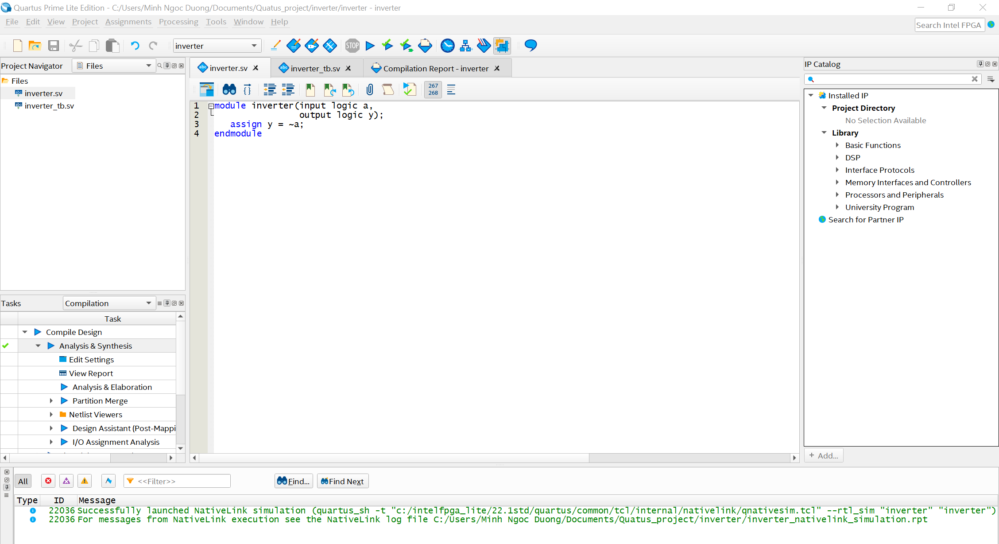 Quartus Prime Lite Edition - C:/Users/Minh Ngoc Duong/Documents/Quatus_project/inverter/inverter - inverter
File Edit View Project Assignments Processing Tools Window Help
Search Intel FPGA
inverter
STOP
Project Navigator
Files
Files
inverter.sv
inverter_tb.sv
inverter.sv
inverter_tb.sv
Compilation Report - inverter
267
268
1 module inverter(input logic a,
2 output logic y);
3 assign y = ~a;
4 endmodule
IP Catalog
Installed IP
Project Directory
No Selection Available
Library
Basic Functions
DSP
Interface Protocols
Memory Interfaces and Controllers
Processors and Peripherals
University Program
Search for Partner IP
+ Add...
Tasks
Compilation
Task
Compile Design
Analysis & Synthesis
Edit Settings
View Report
Analysis & Elaboration
Partition Merge
Netlist Viewers
Design Assistant (Post-Mappi
I/O Assignment Analysis
All
<<Filter>>
Find...
Find Next
Type ID Message
22036 Successfully launched NativeLink simulation (quartus_sh -t "c:/intelfpga_lite/22.1std/quartus/common/tcl/internal/nativelink/qnativesim.tcl" --rtl_sim "inverter" "inverter")
22036 For messages from NativeLink execution see the NativeLink log file C:/Users/Minh Ngoc Duong/Documents/Quatus_project/inverter/inverter_nativelink_simulation.rpt